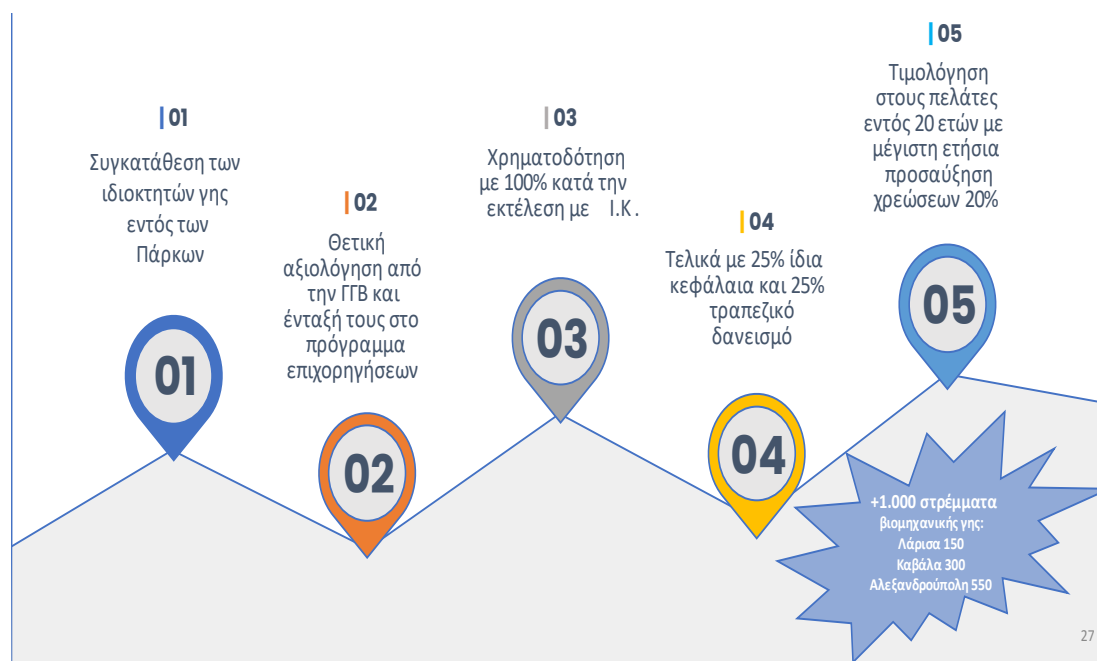 01
Συγκατάθεση των
ιδιοκτητών γης
εντός των
Πάρκων
01
02
Θετική
αξιολόγηση από
την ΓΓΒ και
ένταξή τους στο
πρόγραμμα
επιχορηγήσεων
02
03
Χρηματοδότηση
με 100% κατά την
εκτέλεση με Ι.Κ.
03
04
Τελικά με 25% ίδια
κεφάλαια και 25%
τραπεζικό
δανεισμό
04
05
Τιμολόγηση
στους πελάτες
εντός 20 ετών με
μέγιστη ετήσια
προσαύξηση
χρεώσεων 20%
05
+1.000 στρέμματα
βιομηχανικής γης:
Λάρισα 150
Καβάλα 300
Αλεξανδρούπολη 550
27